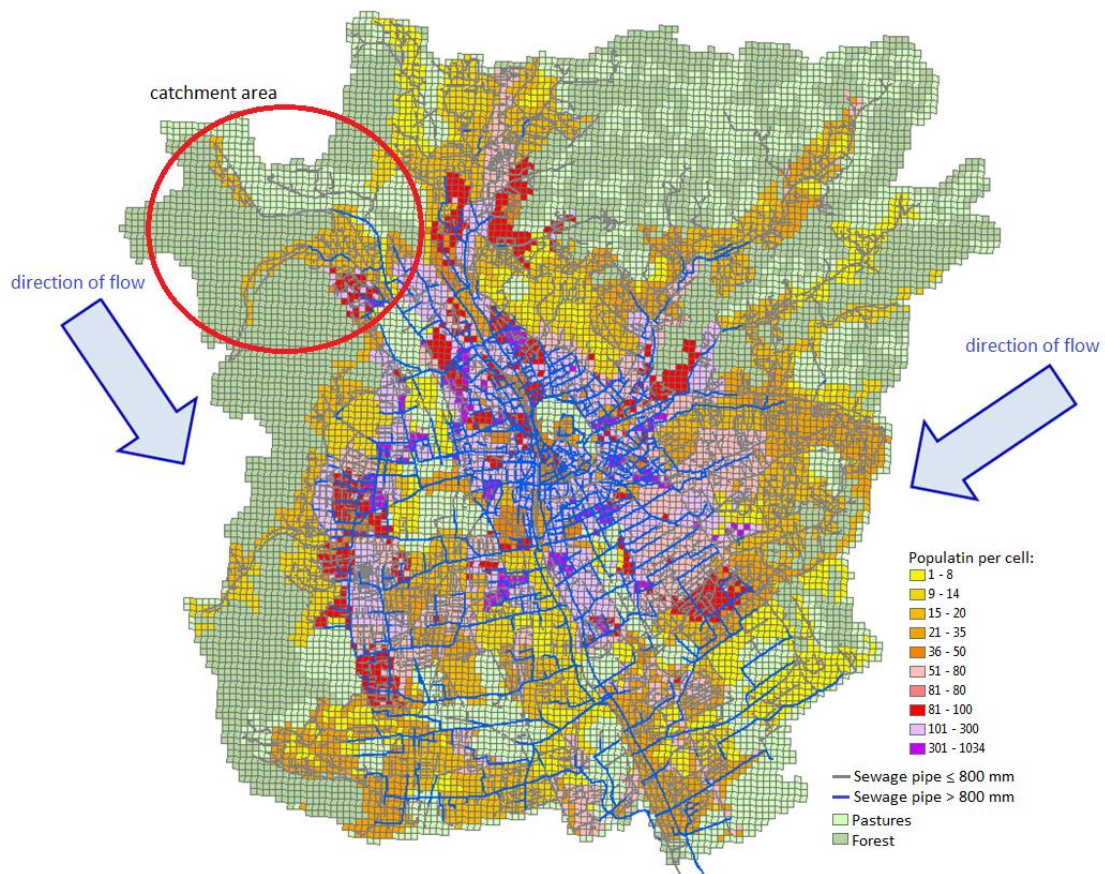 catchment area
direction of flow
direction of flow
Populatin per cell:
1 - 8
9 - 14
15 - 20
21 - 35
36 - 50
51 - 80
81 - 80
81 - 100
101 - 300
301 - 1034
Sewage pipe ≤ 800 mm
Sewage pipe > 800 mm
Pastures
Forest